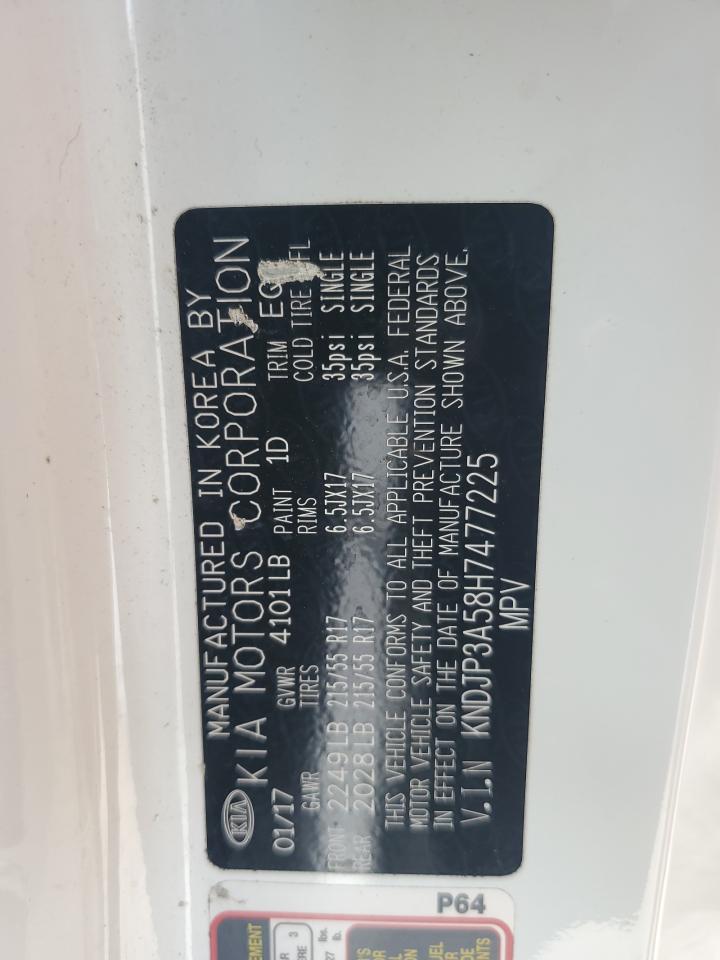 MANUFACTURED IN KOREA BY
KIA KIA MOTORS CORPORATION
01/17 GVWR 4101LB PAINT 1D TRIM
GAWR TIRES RIMS COLD TIRE
FRONT 2249LB 215/55 R17 6.5JX17 35psi SINGLE
REAR 2028LB 215/55 R17 6.5JX17 35psi SINGLE
THIS VEHICLE CONFORMS TO ALL APPLICABLE U.S.A. FEDERAL
MOTOR VEHICLE SAFETY AND THEFT PREVENTION STANDARDS
IN EFFECT ON THE DATE OF MANUFACTURE SHOWN ABOVE.
V.I.N KNDJP3A58H7477225
MPV
P64